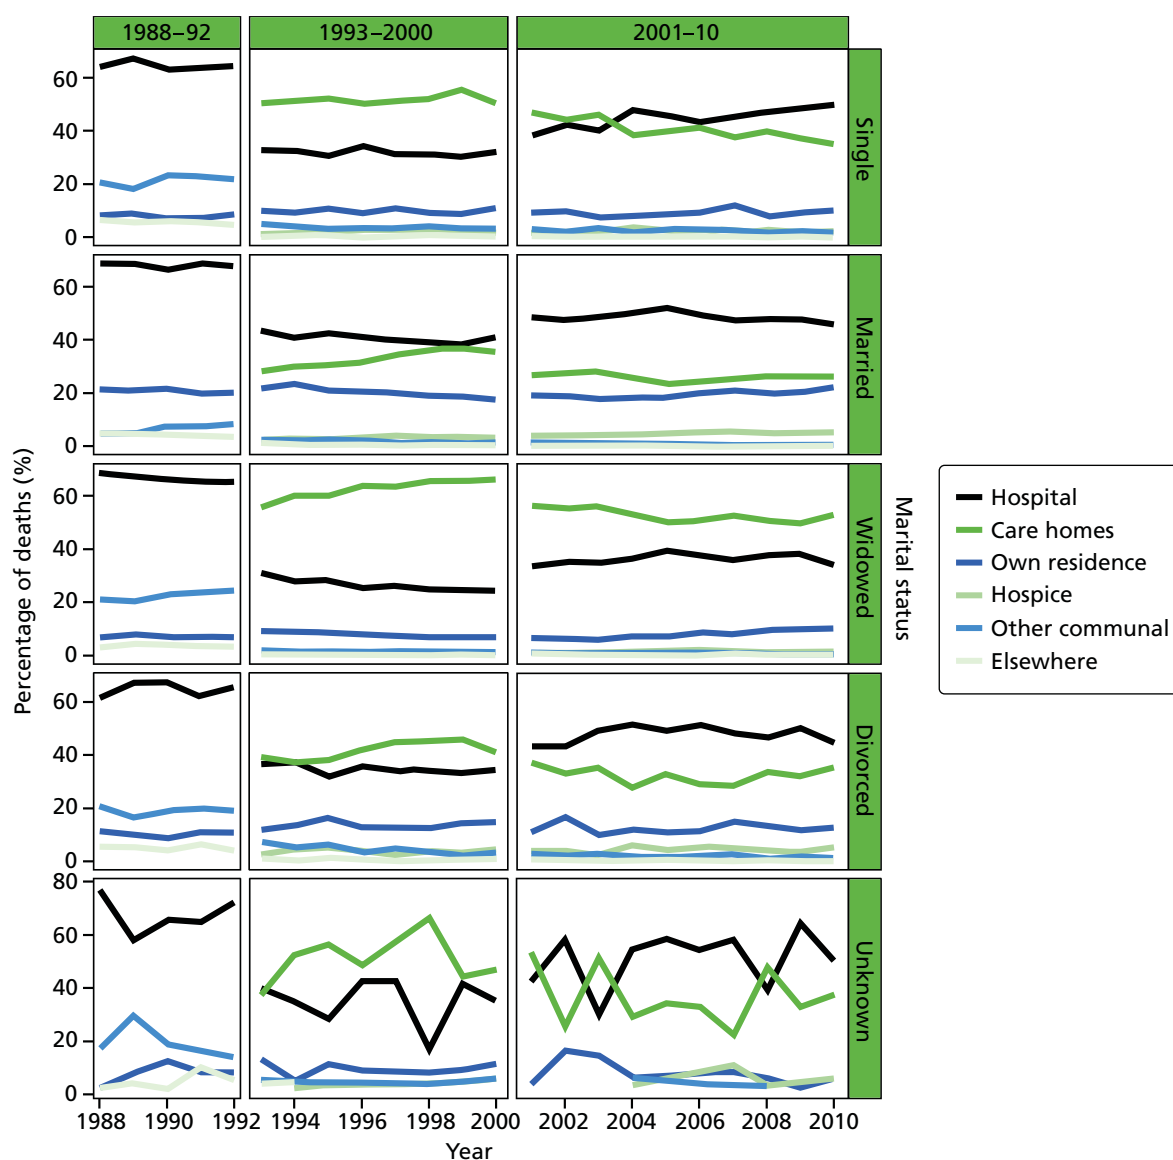 1988–92 1993–2000 2001–10
Percentage of deaths (%)
60
40
20
0
Single
60
40
20
0
Married
60
40
20
0
Widowed
60
40
20
0
Divorced
80
60
40
20
0
Unknown
Marital status
1988 1990 1992 1994 1996 1998 2000 2002 2004 2006 2008 2010
Year
Hospital
Care homes
Own residence
Hospice
Other communal
Elsewhere